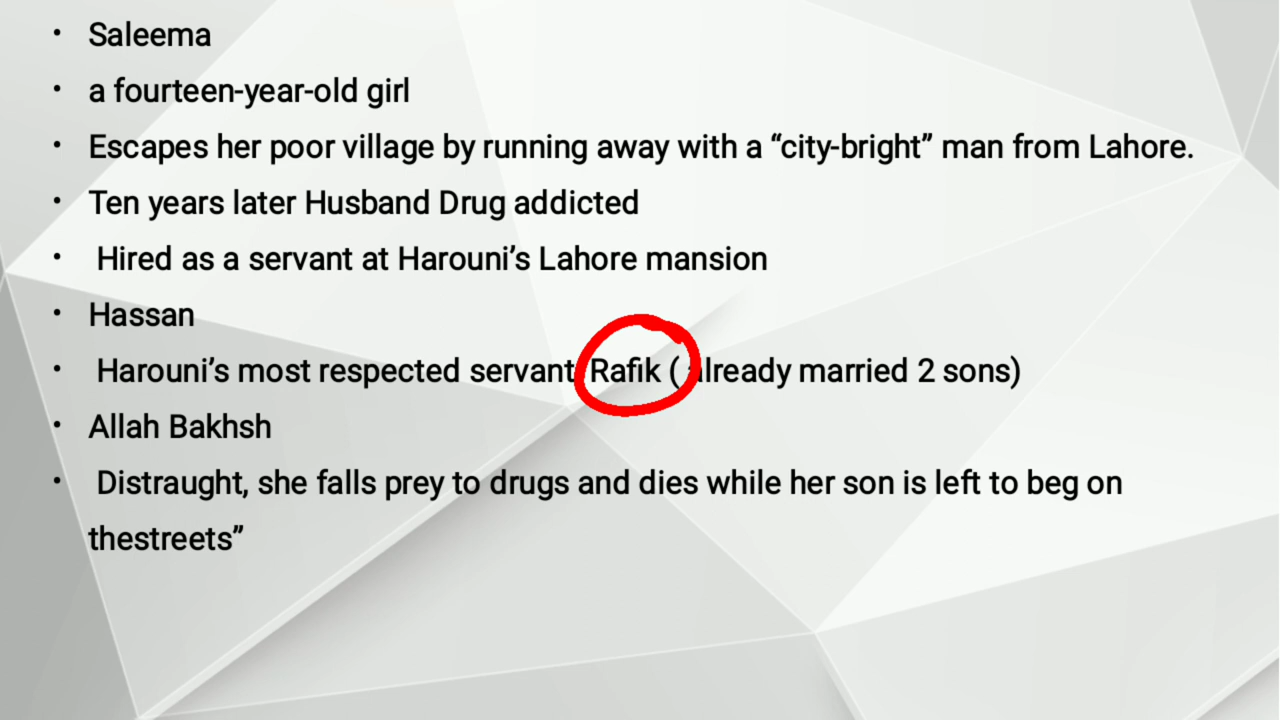 • Saleema
• a fourteen-year-old girl
• Escapes her poor village by running away with a “city-bright” man from Lahore.
• Ten years later Husband Drug addicted
• Hired as a servant at Harouni’s Lahore mansion
• Hassan
• Harouni’s most respected servant Rafik ( already married 2 sons)
• Allah Bakhsh
• Distraught, she falls prey to drugs and dies while her son is left to beg on
thestreets”